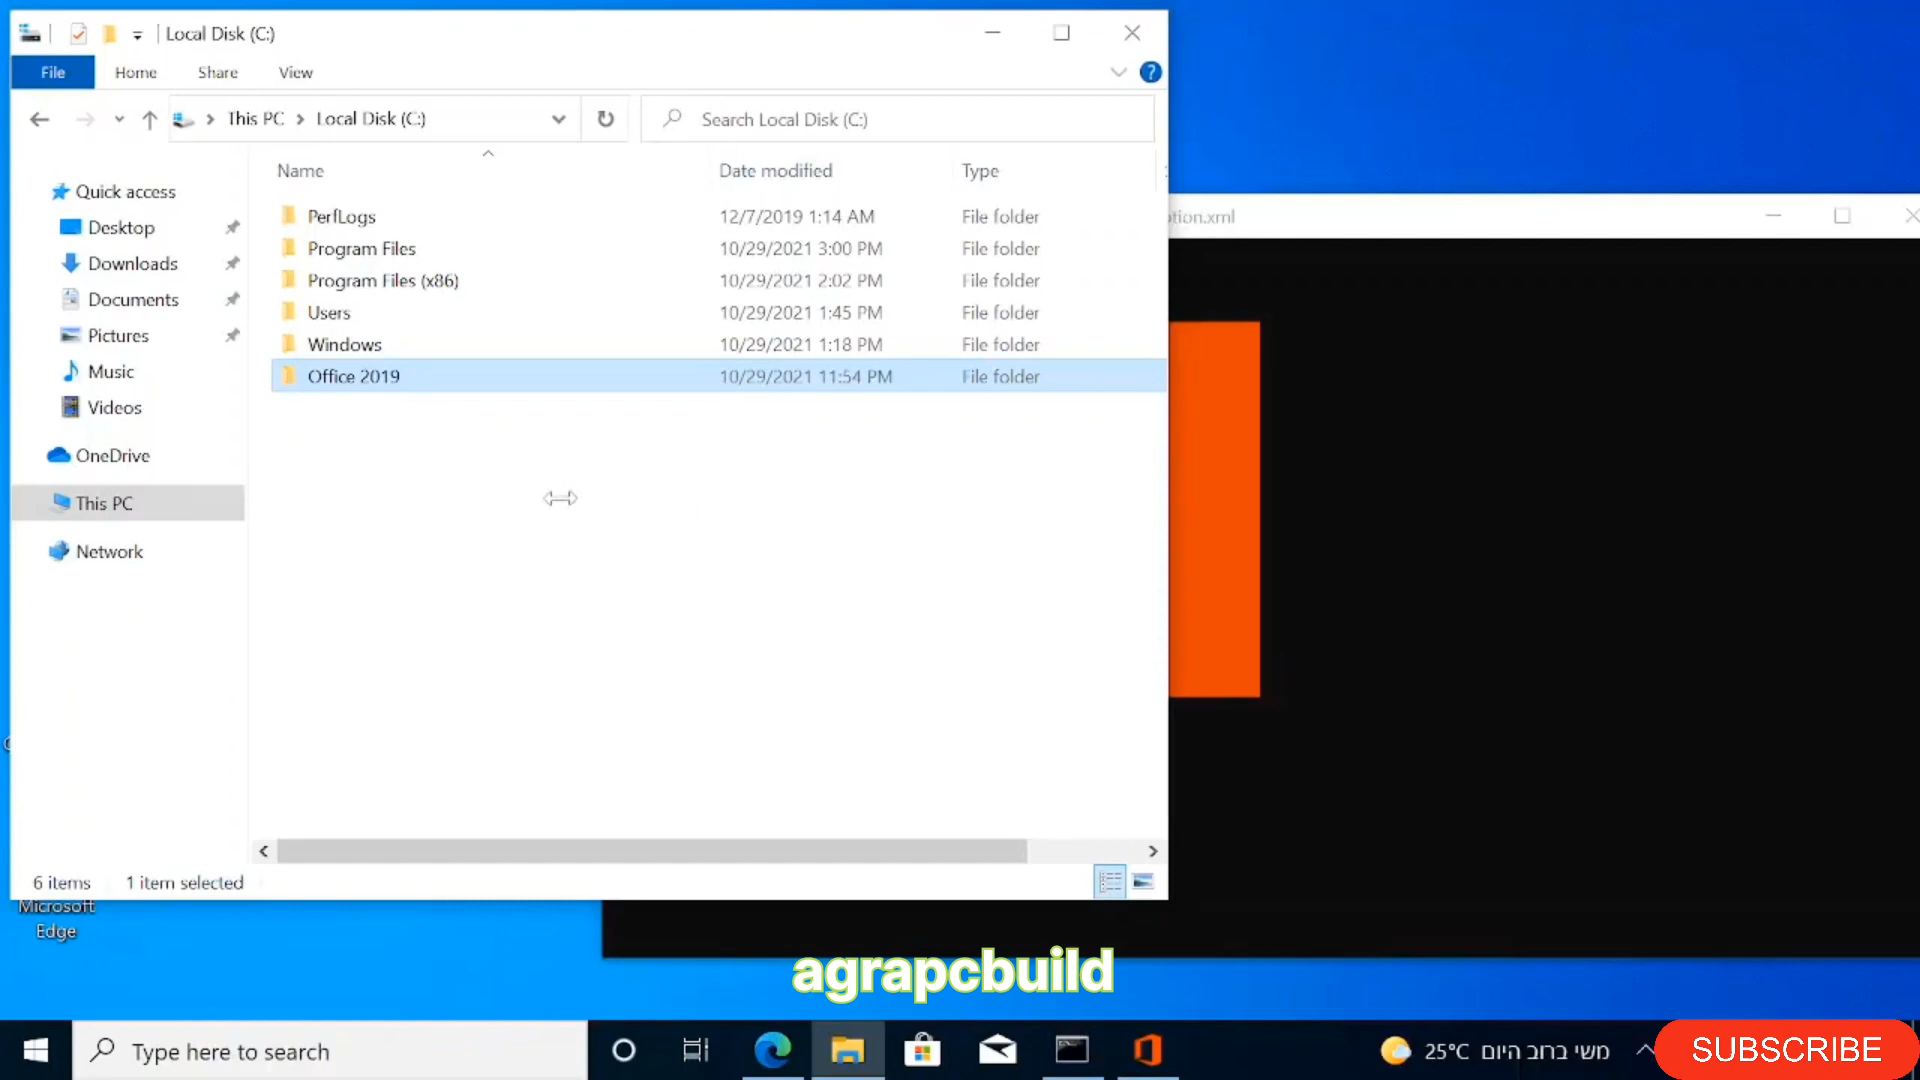 Local Disk (C:)
File Home Share View
This PC Local Disk (C:)
Search Local Disk (C:)
Name Date modified Type
Quick access
Desktop
Downloads
Documents
Pictures
Music
Videos
OneDrive
This PC
Network
PerfLogs 12/7/2019 1:14 AM File folder
Program Files 10/29/2021 3:00 PM File folder
Program Files (x86) 10/29/2021 2:02 PM File folder
Users 10/29/2021 1:45 PM File folder
Windows 10/29/2021 1:18 PM File folder
Office 2019 10/29/2021 11:54 PM File folder
6 items 1 item selected
Microsoft
Edge
agrapcbuild
Type here to search
25°C משי ברוב היום
SUBSCRIBE